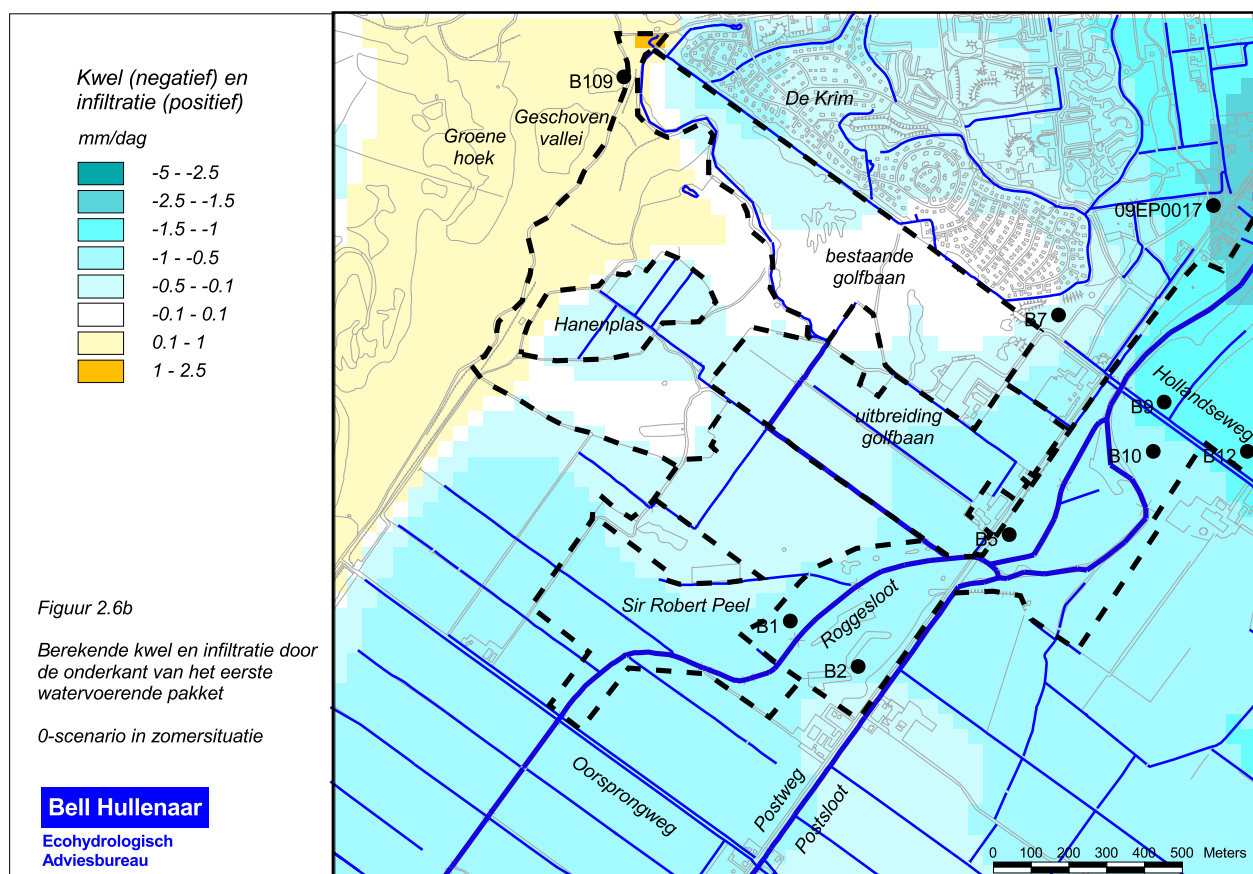 Kwel (negatief) en
infiltratie (positief)
mm/dag
-5 - -2.5
-2.5 - -1.5
-1.5 - -1
-1 - -0.5
-0.5 - -0.1
-0.1 - 0.1
0.1 - 1
1 - 2.5
Figuur 2.6b
Berekende kwel en infiltratie door
de onderkant van het eerste
watervoerende pakket
0-scenario in zomersituatie
Bell Hullenaar
Ecohydrologisch
Adviesbureau
B109
De Krim
Geschoven
vallei
Groene
hoek
09EP0017
bestaande
golfbaan
Hanenplas
B7
Hollandseweg
B9
uitbreiding
golfbaan
B10
B12
B5
Sir Robert Peel
B1
Roggesloot
B2
Oorsprongweg
Postweg
Postsloot
0 100 200 300 400 500 Meters